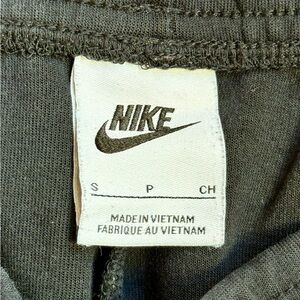 NIKE
S P CH
MADE IN VIETNAM
FABRIQUE AU VIETNAM